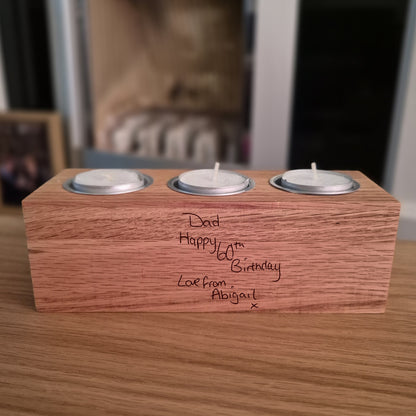 Dad
Happy 60th
Birthday
Love from,
Abigail
x